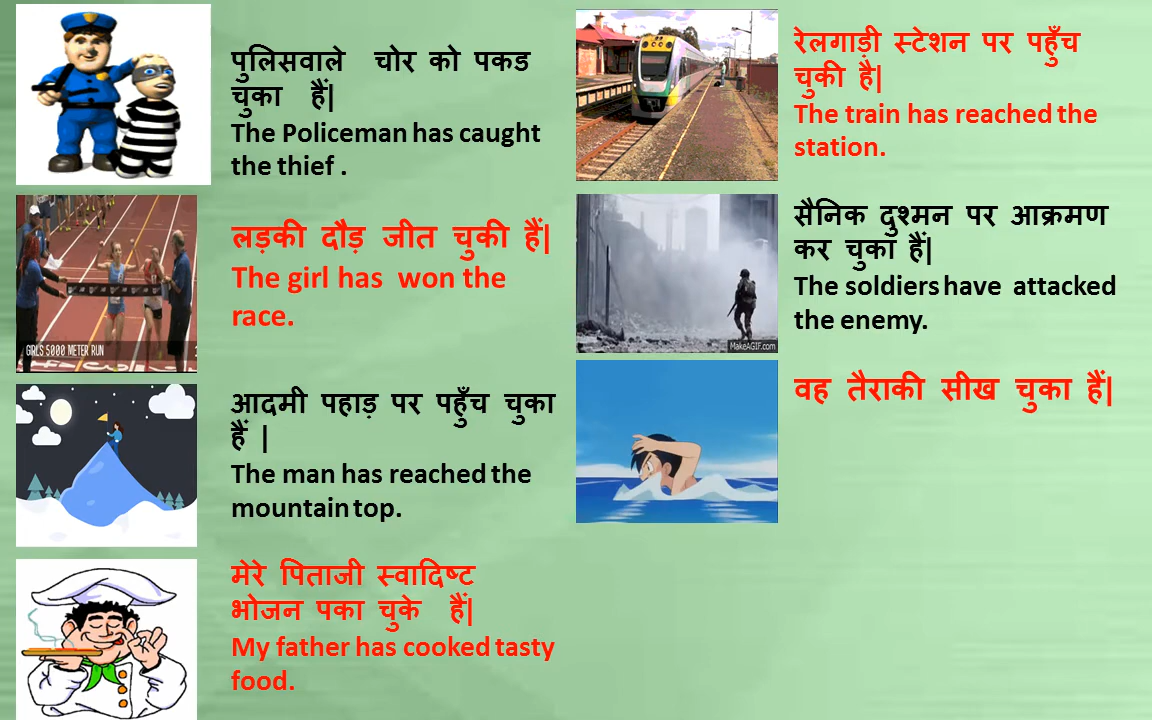 पुलिसवाले चोर को पकड
चुका हैं|
The Policeman has caught
the thief .
GIRLS 5000 METER RUN
लड़की दौड़ जीत चुकी हैं|
The girl has won the
race.
आदमी पहाड़ पर पहुँच चुका
हैं |
The man has reached the
mountain top.
मेरे पिताजी स्वादिष्ट
भोजन पका चुके हैं|
My father has cooked tasty
food.
रेलगाड़ी स्टेशन पर पहुँच
चुकी है|
The train has reached the
station.
MakeAGIF.com
सैनिक दुश्मन पर आक्रमण
कर चुका हैं|
The soldiers have attacked
the enemy.
वह तैराकी सीख चुका हैं|